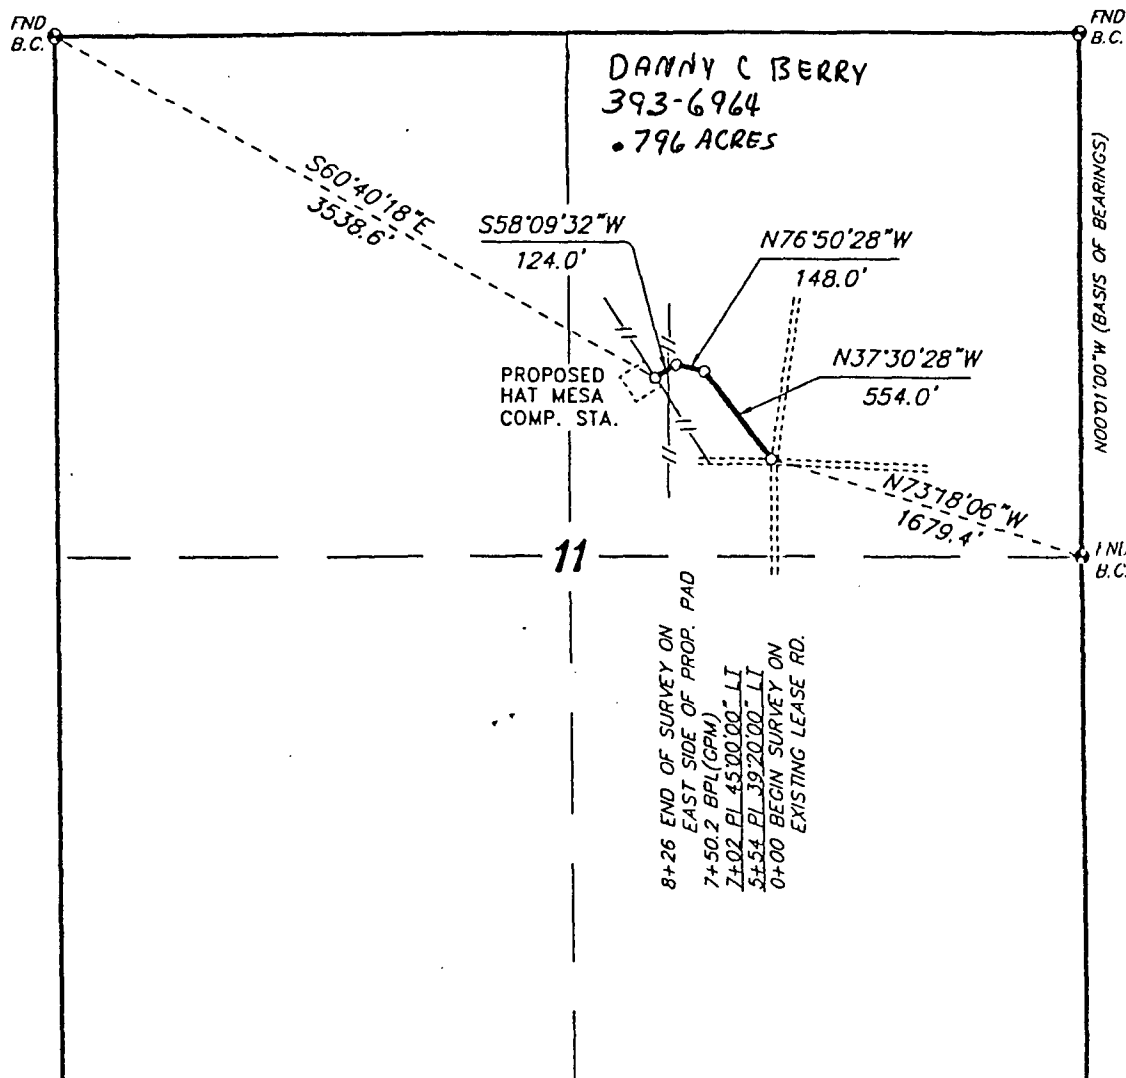 FND
B.C.
FND
B.C.
DANNY C BERRY
393-6964
.796 ACRES
N00°01'00"W (BASIS OF BEARINGS)
S60°40'18"E
3538.6'
S58°09'32"W
124.0'
N76°50'28"W
148.0'
N37°30'28"W
554.0'
PROPOSED
HAT MESA
COMP. STA.
N73°18'06"W
1679.4'
FND
B.C.
11
8+26 END OF SURVEY ON
EAST SIDE OF PROP. PAD
7+50.2 BPL(GPM)
7+02 PI 45°00'00" LT
5+54 PI 39°20'00" LT
0+00 BEGIN SURVEY ON
EXISTING LEASE RD.